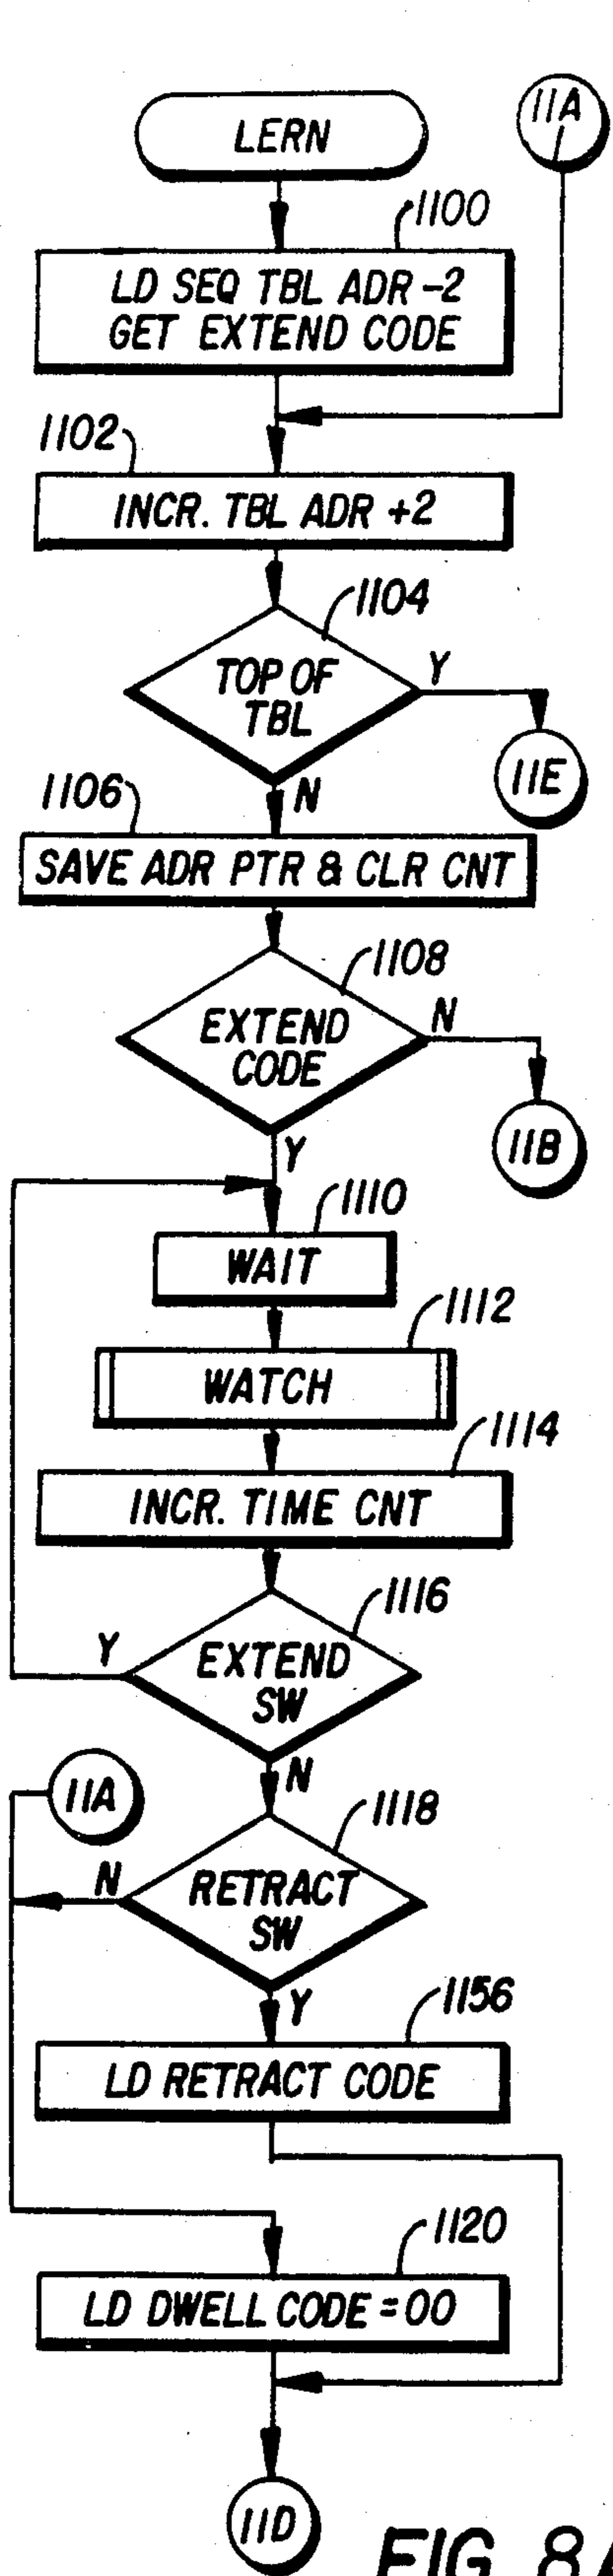 LERN
11A
1100
LD SEQ TBL ADR -2
GET EXTEND CODE
1102
INCR. TBL ADR +2
1104
TOP OF
TBL
Y
11E
N
1106
SAVE ADR PTR & CLR CNT
1108
EXTEND
CODE
N
11B
Y
1110
WAIT
1112
WATCH
1114
INCR. TIME CNT
1116
Y
EXTEND
SW
N
11A
1118
N
RETRACT
SW
Y
1156
LD RETRACT CODE
1120
LD DWELL CODE = 00
11D
FIG. 8A